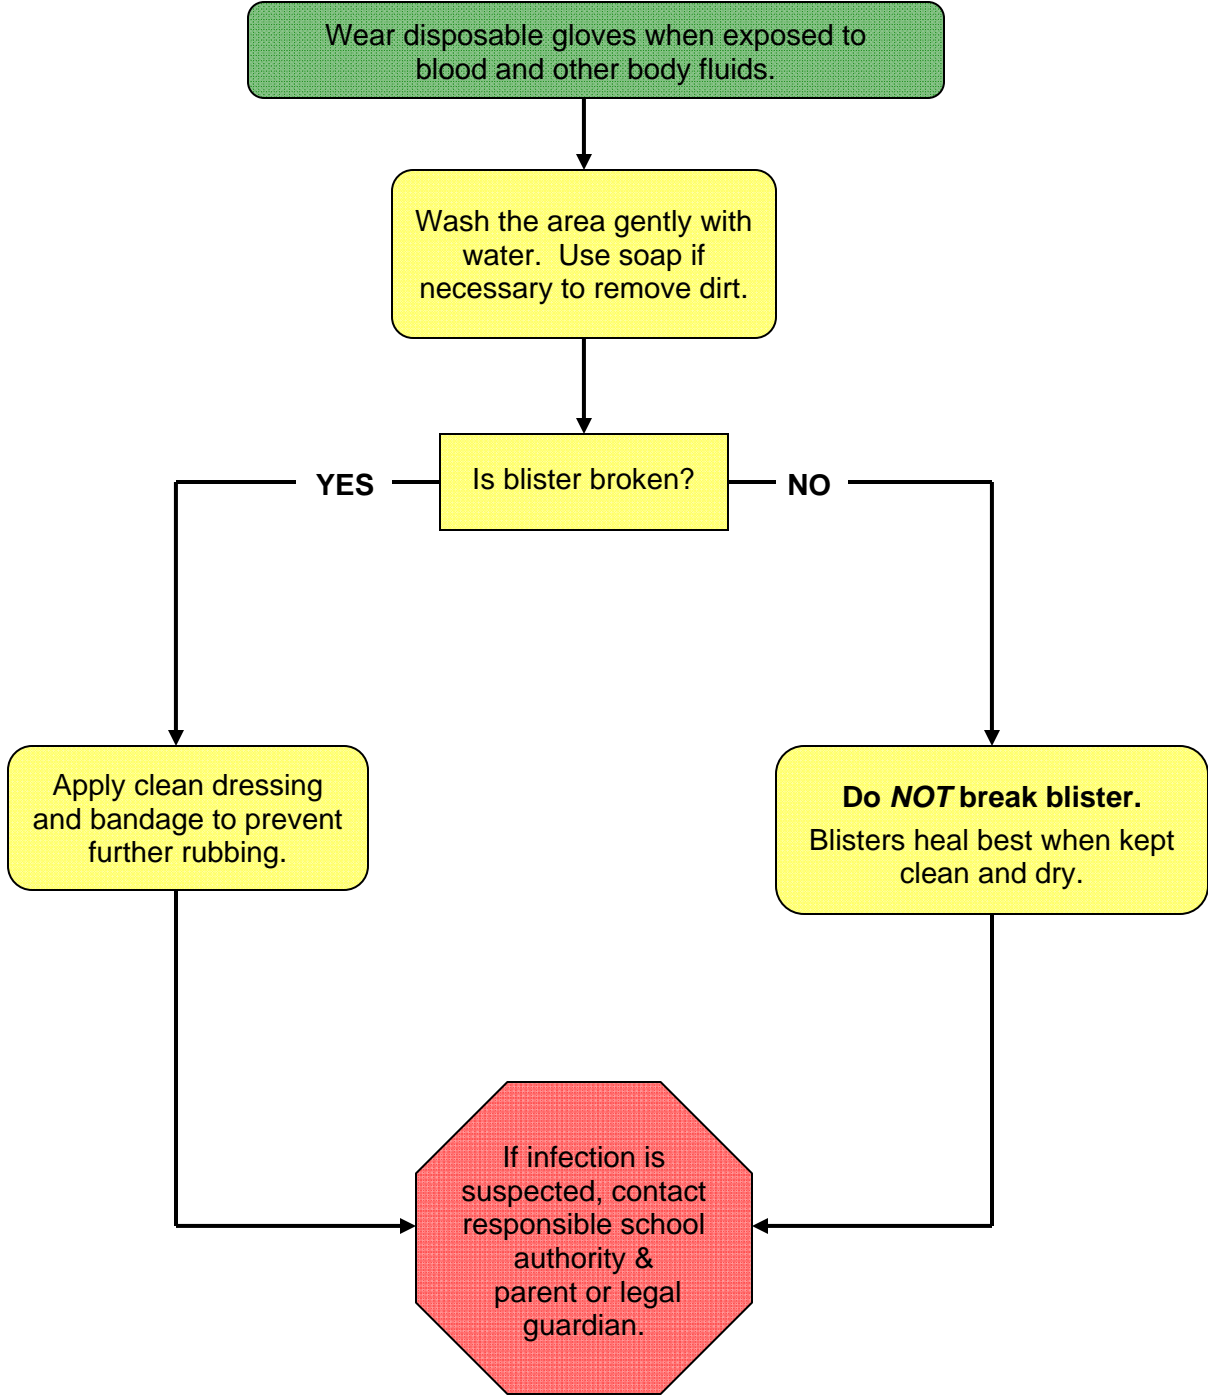 Wear disposable gloves when exposed to
blood and other body fluids.
Wash the area gently with
water.  Use soap if
necessary to remove dirt.
Is blister broken?
YES
NO
Apply clean dressing
and bandage to prevent
further rubbing.
Do NOT break blister.
Blisters heal best when kept
clean and dry.
If infection is
suspected, contact
responsible school
authority &
parent or legal
guardian.